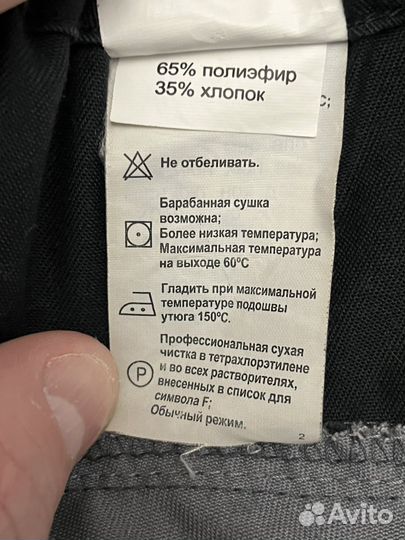 65% полиэфир
35% хлопок
с;
Не отбеливать.
Барабанная сушка
возможна;
Более низкая температура;
Максимальная температура
на выходе 60°С
Гладить при максимальной
температуре подошвы
утюга 150°С.
Профессиональная сухая
чистка в тетрахлорэтилене
и во всех растворителях,
внесенных в список для
символа F;
Обычный режим.
P
2
Avito